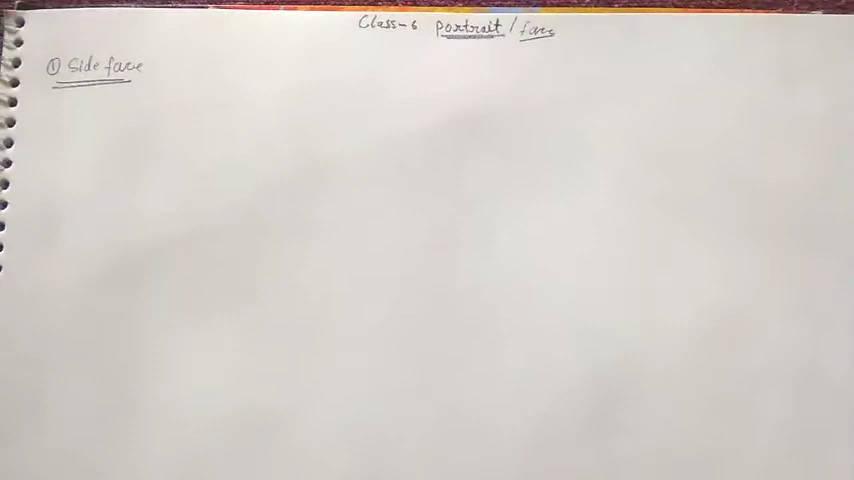 Class-6 portrait / face
① Side face